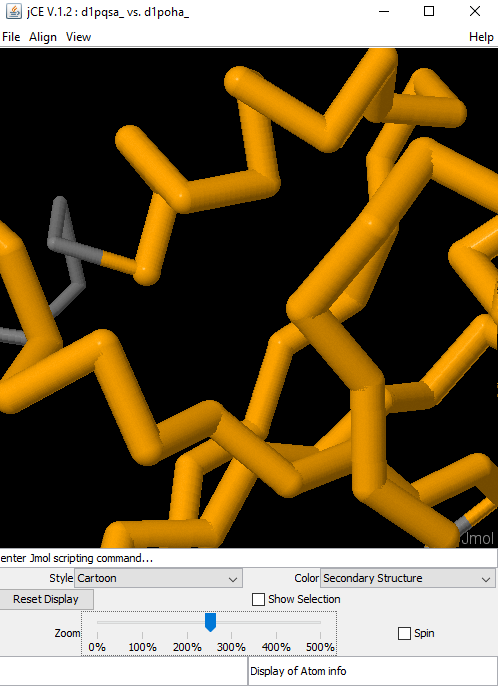 jCE V.1.2 : d1pqsa_ vs. d1poha_
File Align View Help
Jmol
enter Jmol scripting command...
Style Cartoon Color Secondary Structure
Reset Display Show Selection
Zoom Spin
0% 100% 200% 300% 400% 500%
Display of Atom info